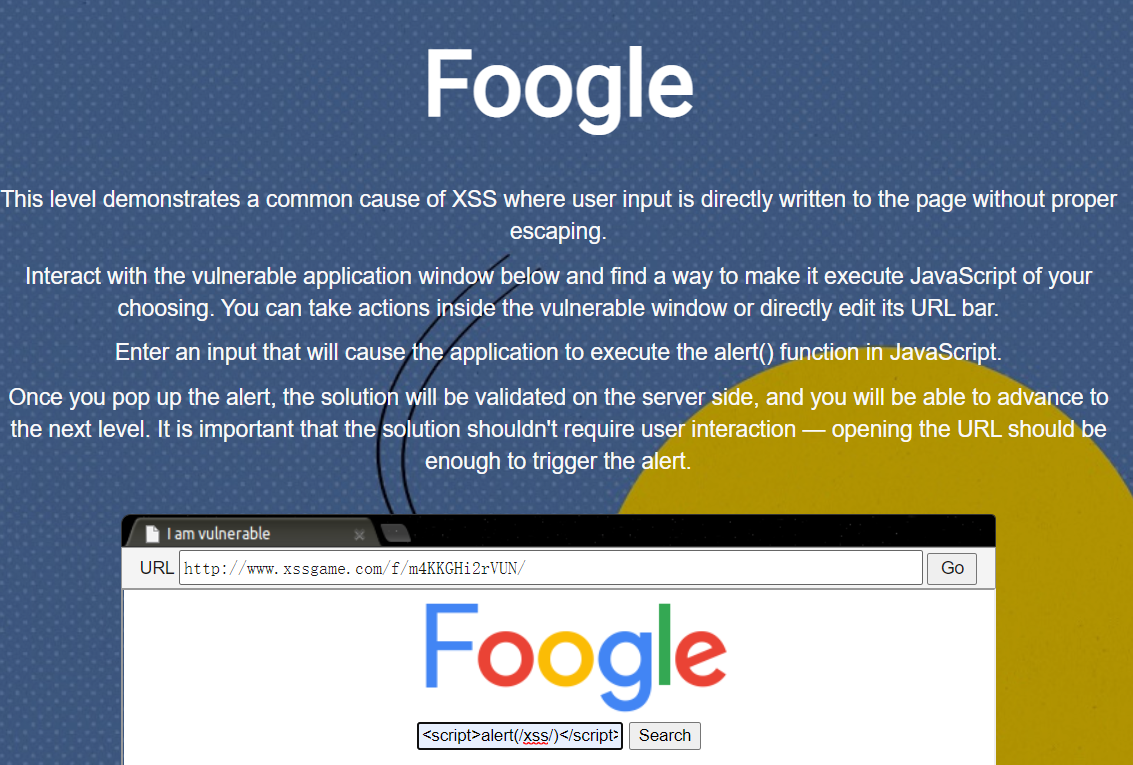 Foogle
This level demonstrates a common cause of XSS where user input is directly written to the page without proper
escaping.
Interact with the vulnerable application window below and find a way to make it execute JavaScript of your
choosing. You can take actions inside the vulnerable window or directly edit its URL bar.
Enter an input that will cause the application to execute the alert() function in JavaScript.
Once you pop up the alert, the solution will be validated on the server side, and you will be able to advance to
the next level. It is important that the solution shouldn't require user interaction — opening the URL should be
enough to trigger the alert.
I am vulnerable
URL http://www.xssgame.com/f/m4KKGHi2rVUN/ Go
Foogle
<script>alert(/xss/)</script> Search